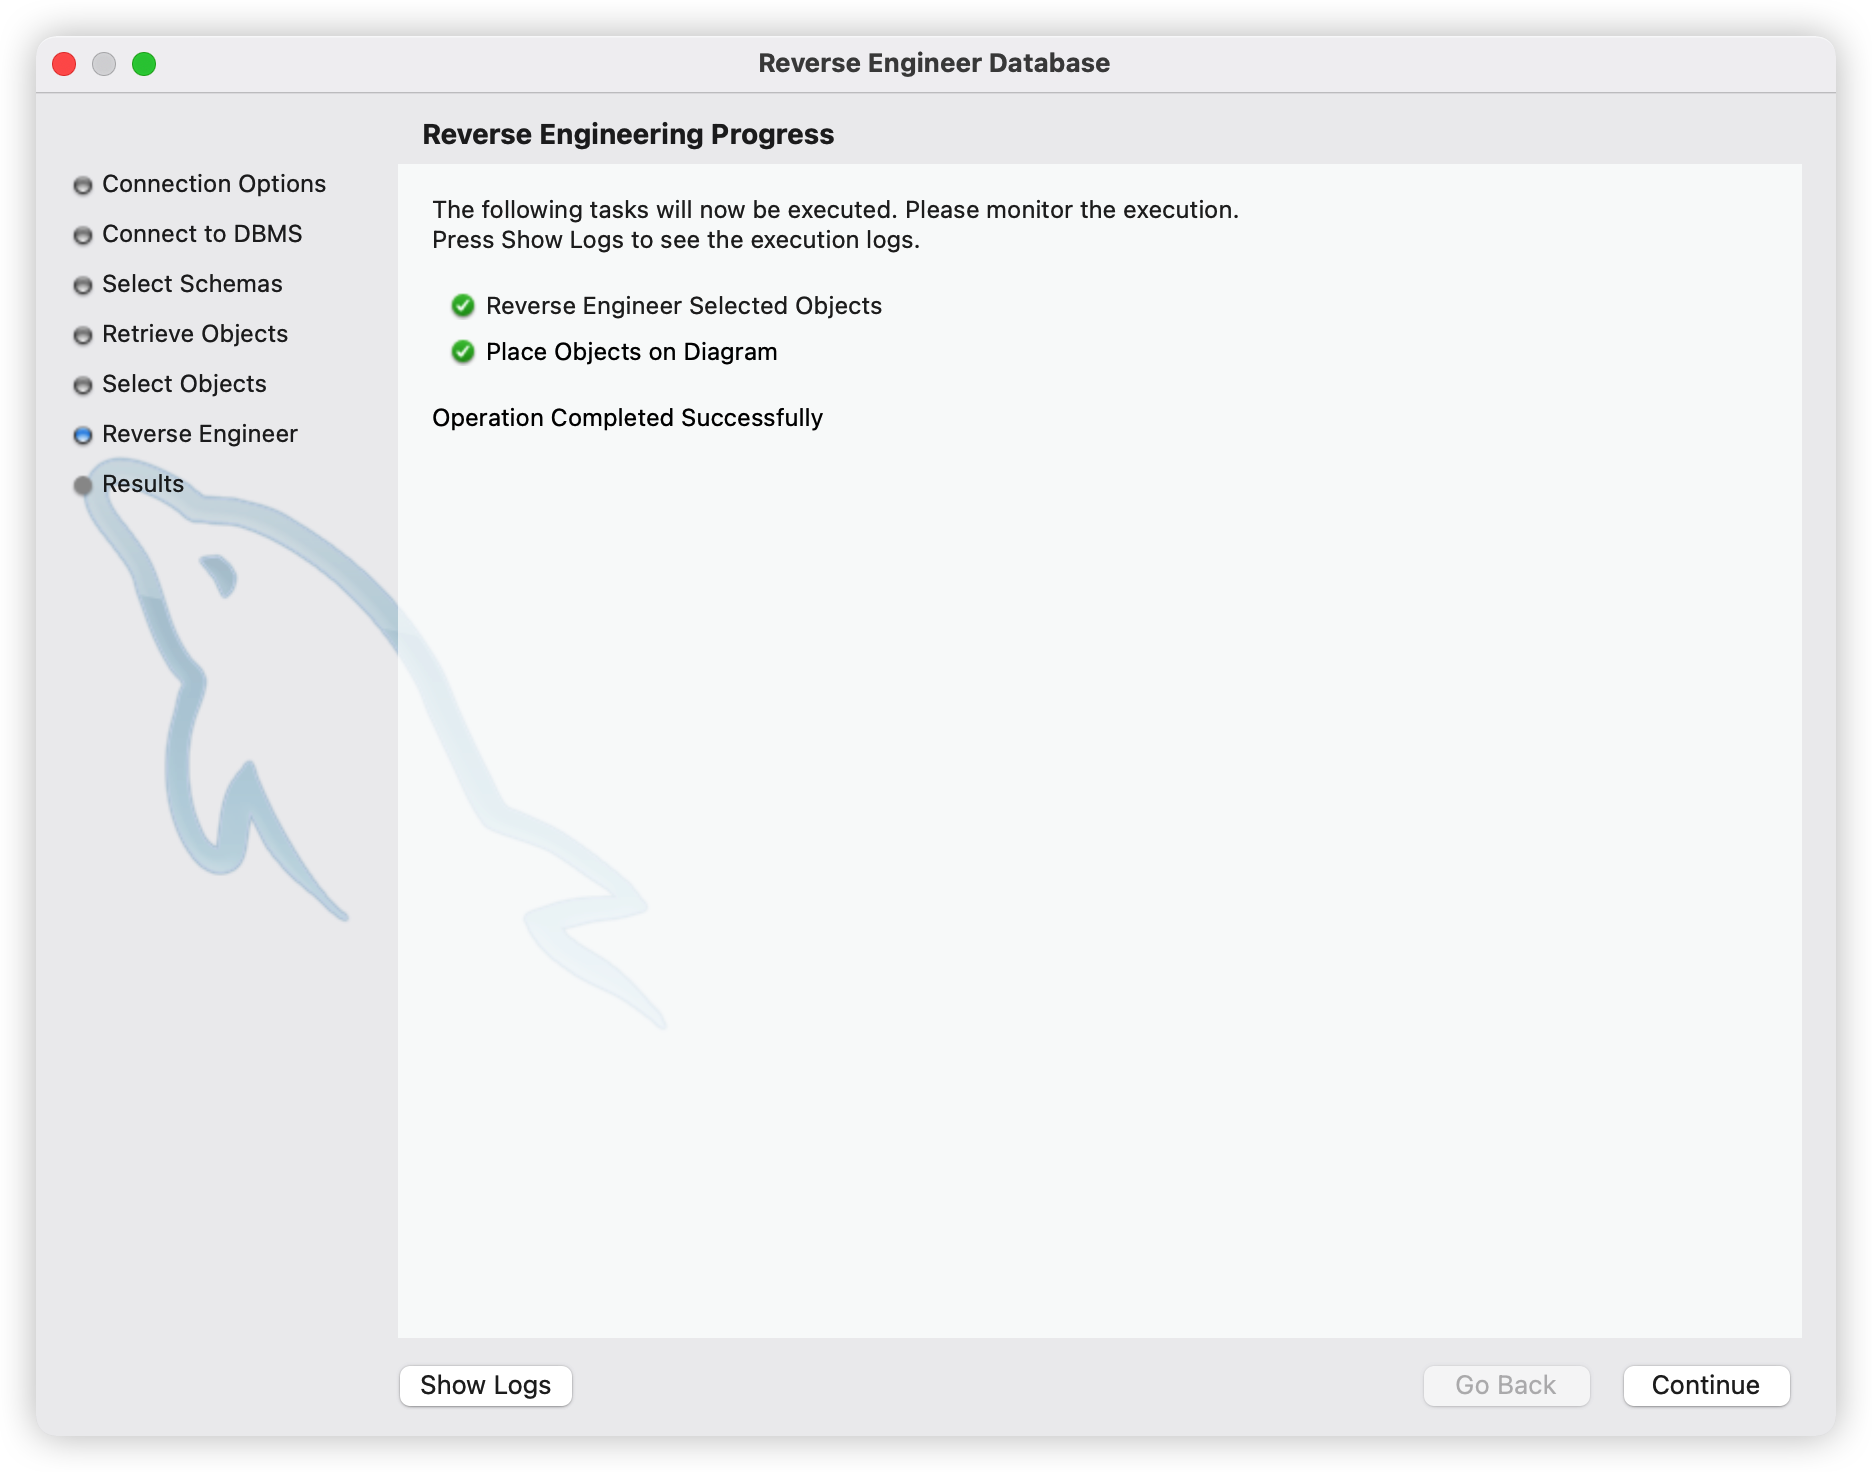 Reverse Engineer Database
Reverse Engineering Progress
Connection Options
Connect to DBMS
Select Schemas
Retrieve Objects
Select Objects
Reverse Engineer
Results
The following tasks will now be executed. Please monitor the execution.
Press Show Logs to see the execution logs.
Reverse Engineer Selected Objects
Place Objects on Diagram
Operation Completed Successfully
Show Logs
Go Back
Continue